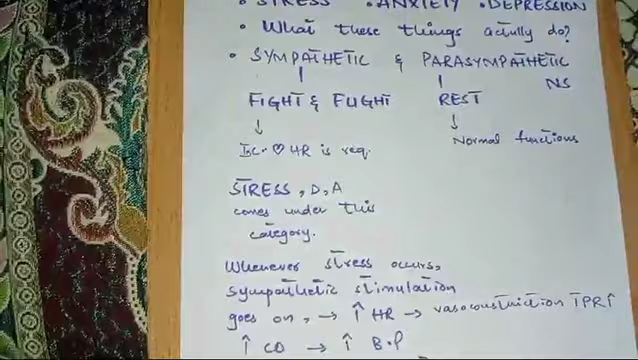 • STRESS • ANXIETY • DEPRESSION
• What these things actully do?
• SYMPATHETIC & PARASYMPATHETIC NS
FIGHT & FLIGHT REST
↓ ↓
Inc. ♡ HR is req. Normal functions
STRESS, D, A
comes under this
category.
Whenever stress occurs,
sympathetic stimulation
goes on, → ↑ HR → vasoconstriction TPR↑
↑ CO → ↑ B.P